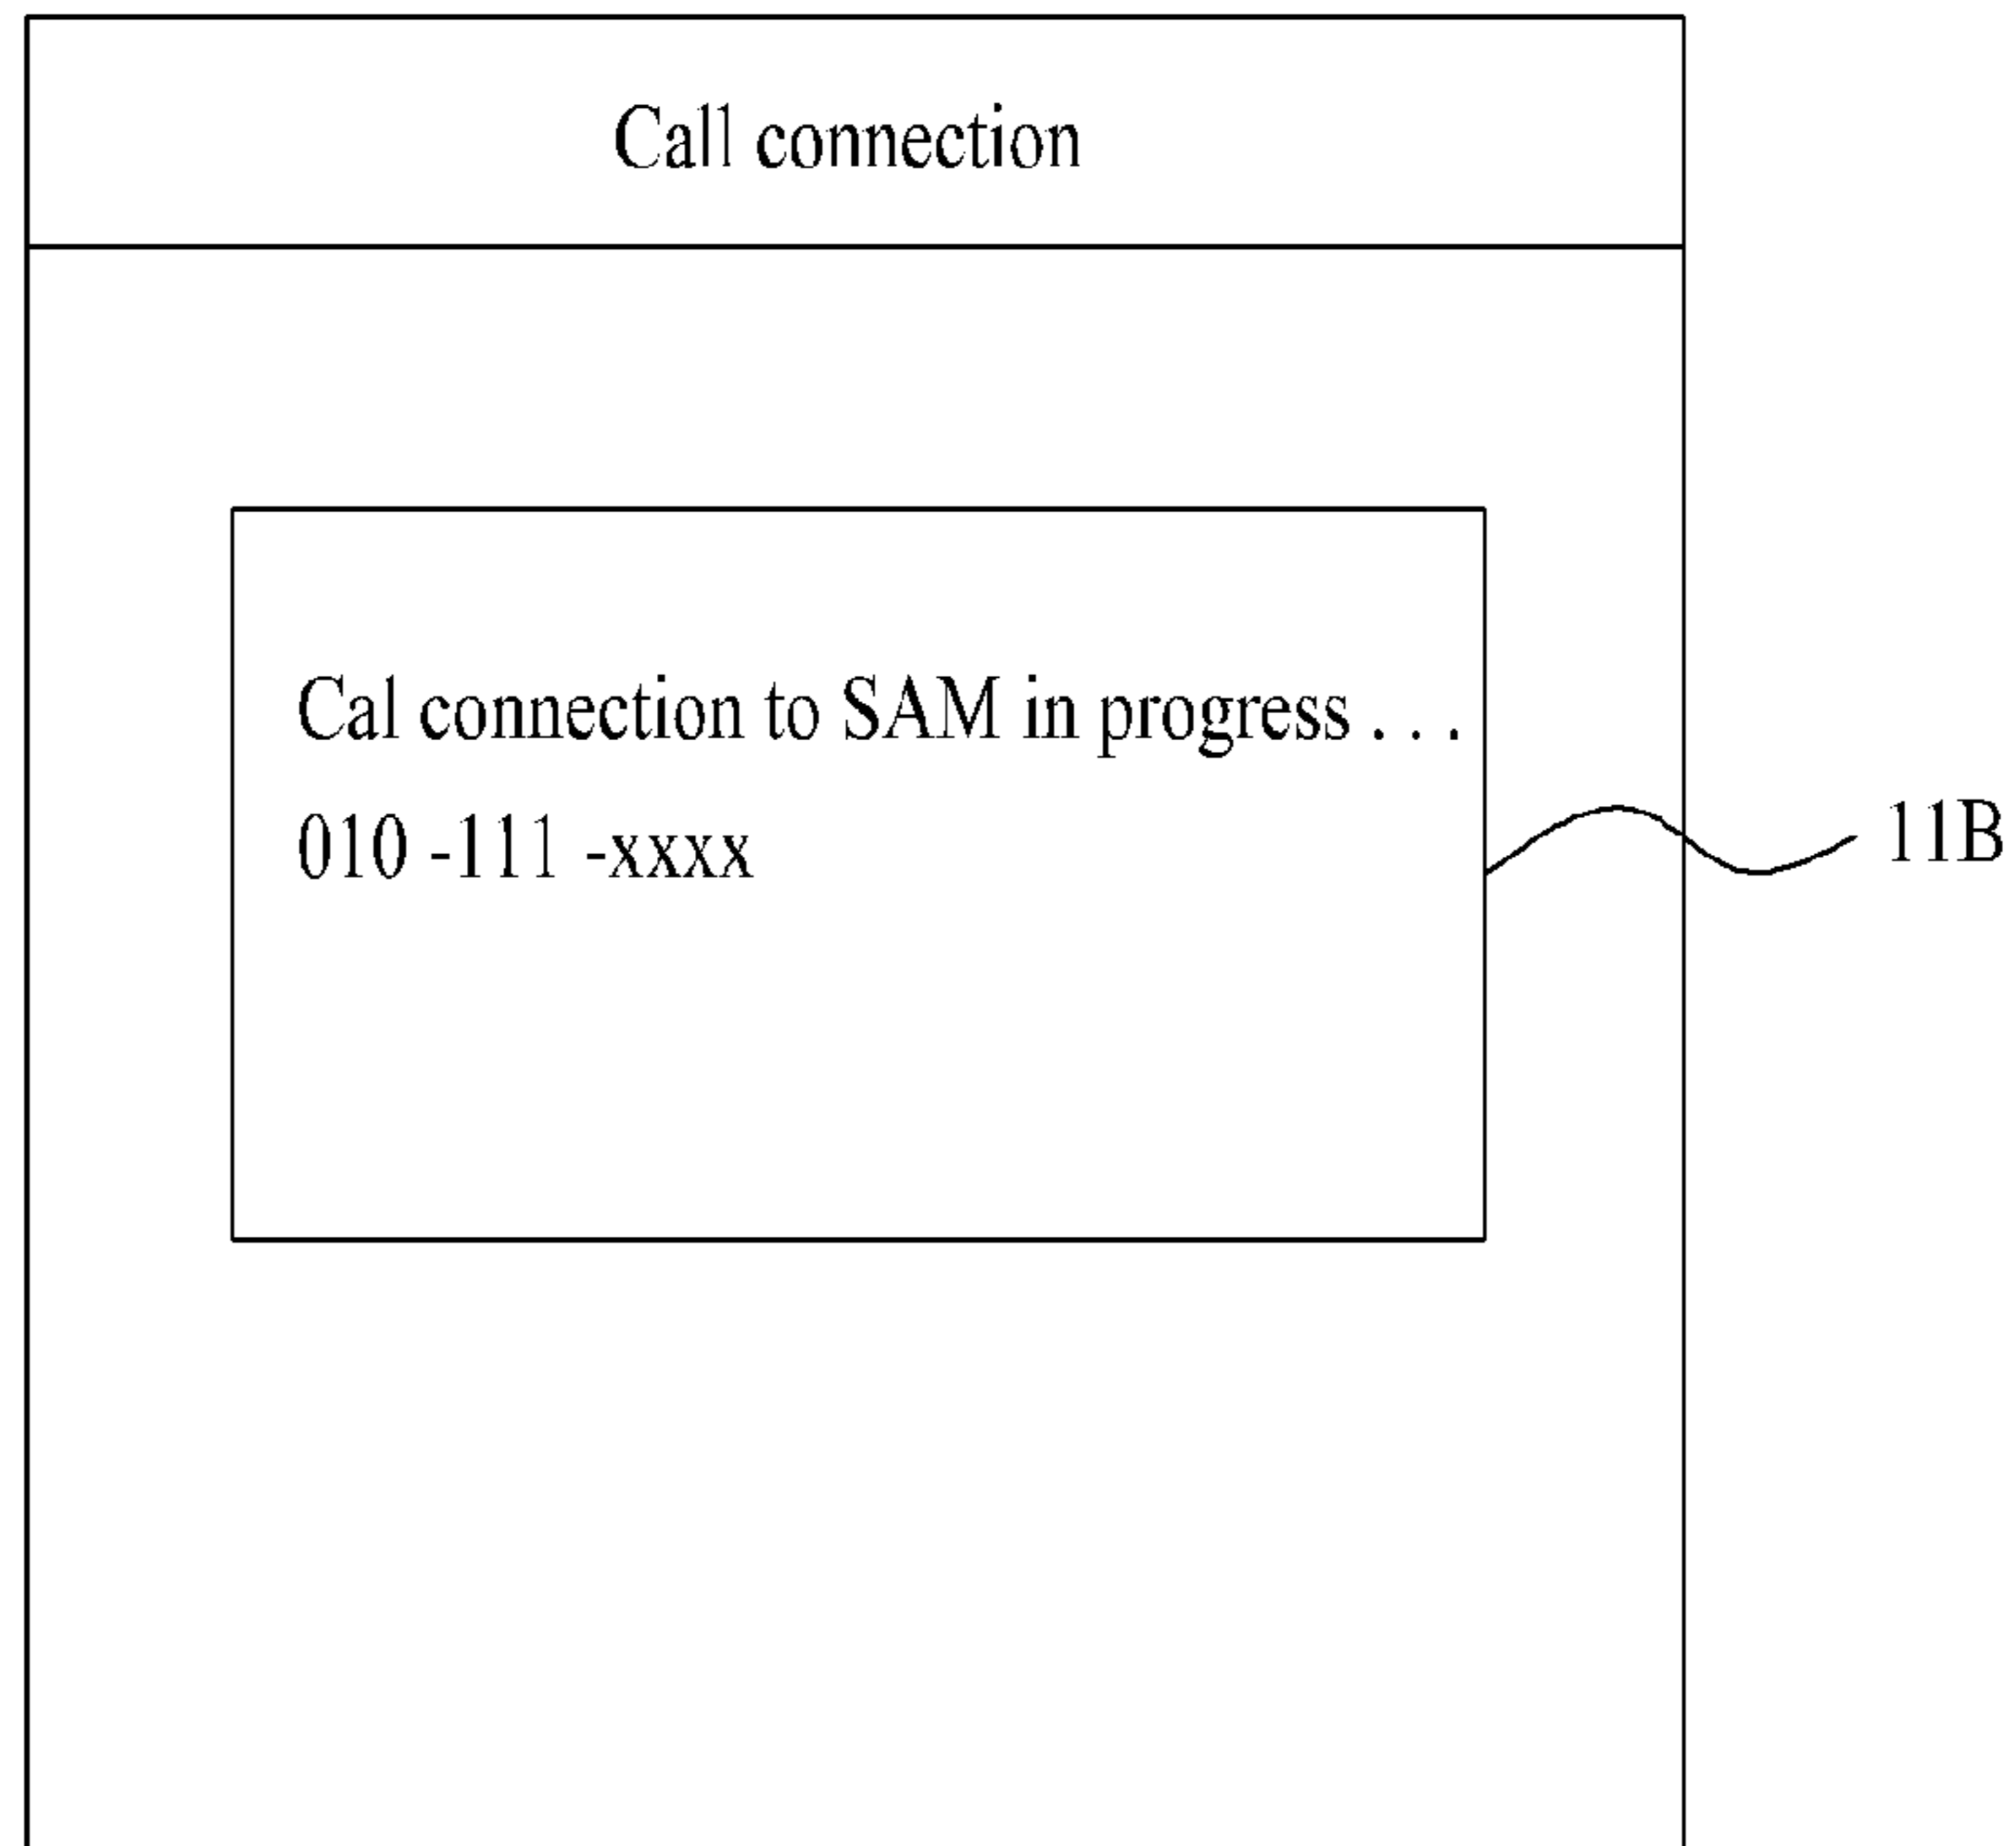 Call connection
Cal connection to SAM in progress . . .
010 -111 -xxxx
11B